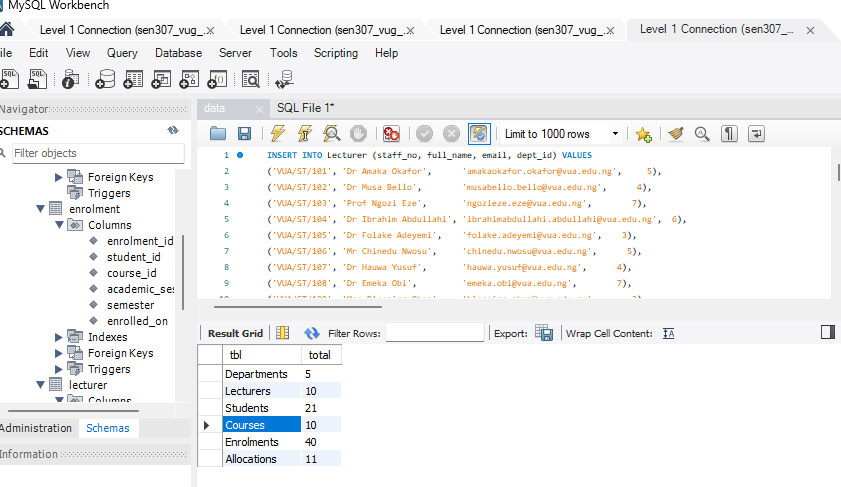 MySQL Workbench
Level 1 Connection (sen307_vug_... × Level 1 Connection (sen307_vug_... × Level 1 Connection (sen307_vug_... × Level 1 Connection (sen307_... ×
ile Edit View Query Database Server Tools Scripting Help
Navigator
SCHEMAS
Filter objects
Foreign Keys
Triggers
enrolment
Columns
enrolment_id
student_id
course_id
academic_se
semester
enrolled_on
Indexes
Foreign Keys
Triggers
lecturer
Columns
Administration Schemas
Information
data × SQL File 1*
Limit to 1000 rows
1 INSERT INTO Lecturer (staff_no, full_name, email, dept_id) VALUES
2 ('VUA/ST/101', 'Dr Amaka Okafor', 'amakaokafor.okafor@vua.edu.ng', 5),
3 ('VUA/ST/102', 'Dr Musa Bello', 'musabello.bello@vua.edu.ng', 4),
4 ('VUA/ST/103', 'Prof Ngozi Eze', 'ngozieze.eze@vua.edu.ng', 7),
5 ('VUA/ST/104', 'Dr Ibrahim Abdullahi', 'ibrahimabdullahi.abdullahi@vua.edu.ng', 6),
6 ('VUA/ST/105', 'Dr Folake Adeyemi', 'folake.adeyemi@vua.edu.ng', 3),
7 ('VUA/ST/106', 'Mr Chinedu Nwosu', 'chinedu.nwosu@vua.edu.ng', 5),
8 ('VUA/ST/107', 'Dr Hauwa Yusuf', 'hauwa.yusuf@vua.edu.ng', 4),
9 ('VUA/ST/108', 'Dr Emeka Obi', 'emeka.obi@vua.edu.ng', 7),
Result Grid Filter Rows: Export: Wrap Cell Content:
tbl total
Departments 5
Lecturers 10
Students 21
Courses 10
Enrolments 40
Allocations 11